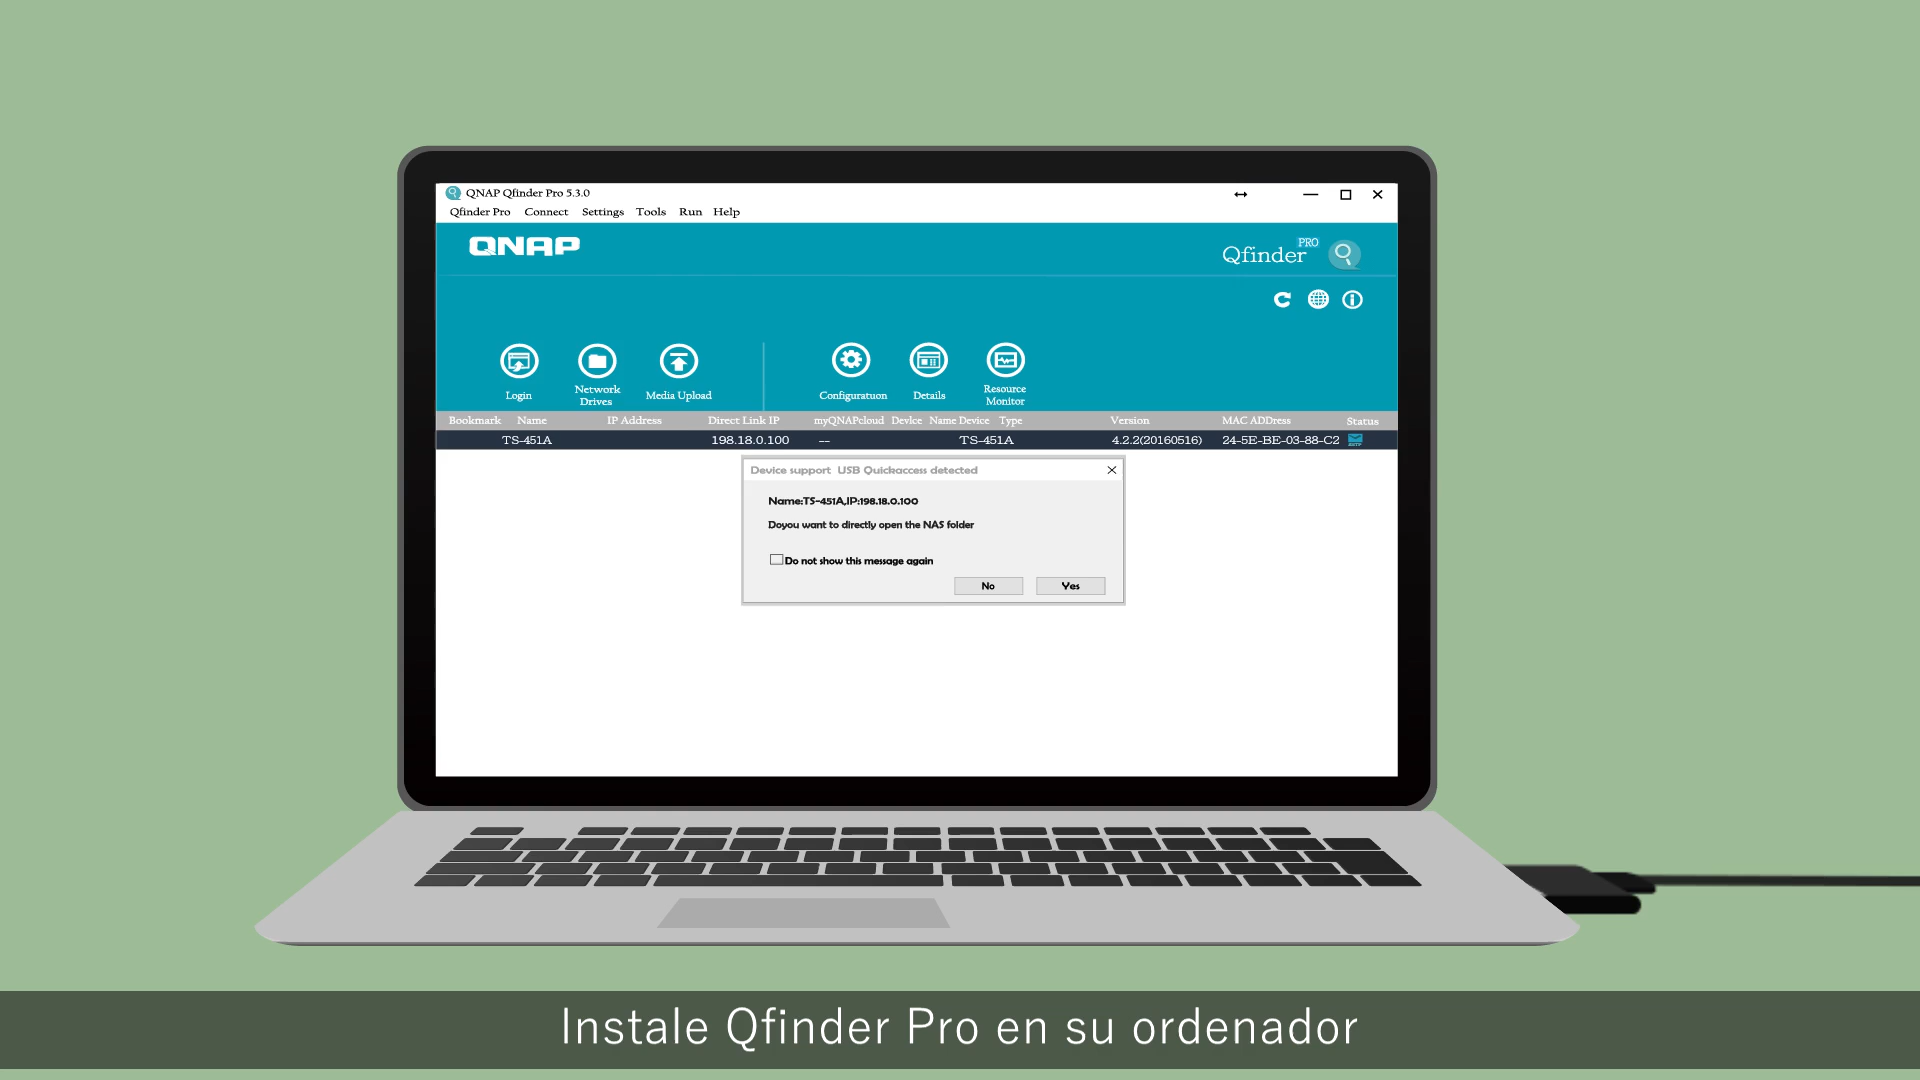 QNAP Qfinder Pro 5.3.0
Qfinder Pro Connect Settings Tools Run Help
QNAP
Qfinder PRO
Login
Network Drives
Media Upload
Configuratuon
Details
Resource Monitor
Bookmark Name IP Address Direct Link IP myQNAPcloud Devlce Name Device Type Version MAC ADDress Status
TS-451A 198.18.0.100 -- TS-451A 4.2.2(20160516) 24-5E-BE-03-88-C2
Device support USB Quickaccess detected
Name:TS-451A,IP:198.18.0.100
Doyou want to directly open the NAS folder
Do not show this message again
No Yes
Instale Qfinder Pro en su ordenador